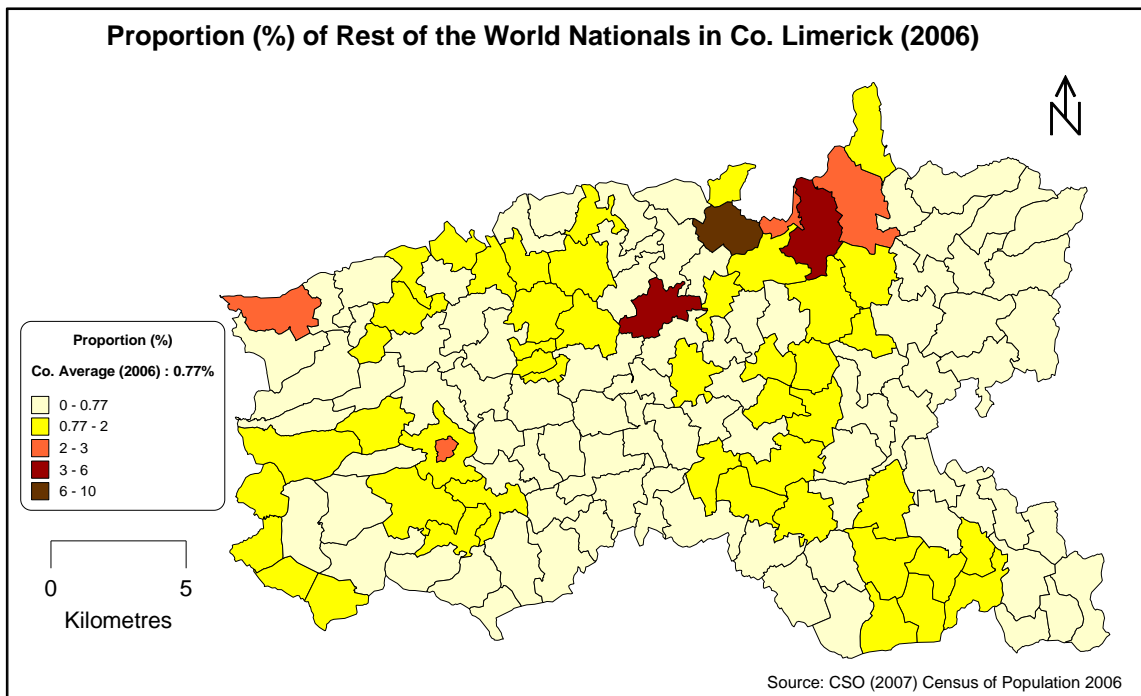 Proportion (%) of Rest of the World Nationals in Co. Limerick (2006)
N
Proportion (%)
Co. Average (2006) : 0.77%
0 - 0.77
0.77 - 2
2 - 3
3 - 6
6 - 10
0 5
Kilometres
Source: CSO (2007) Census of Population 2006